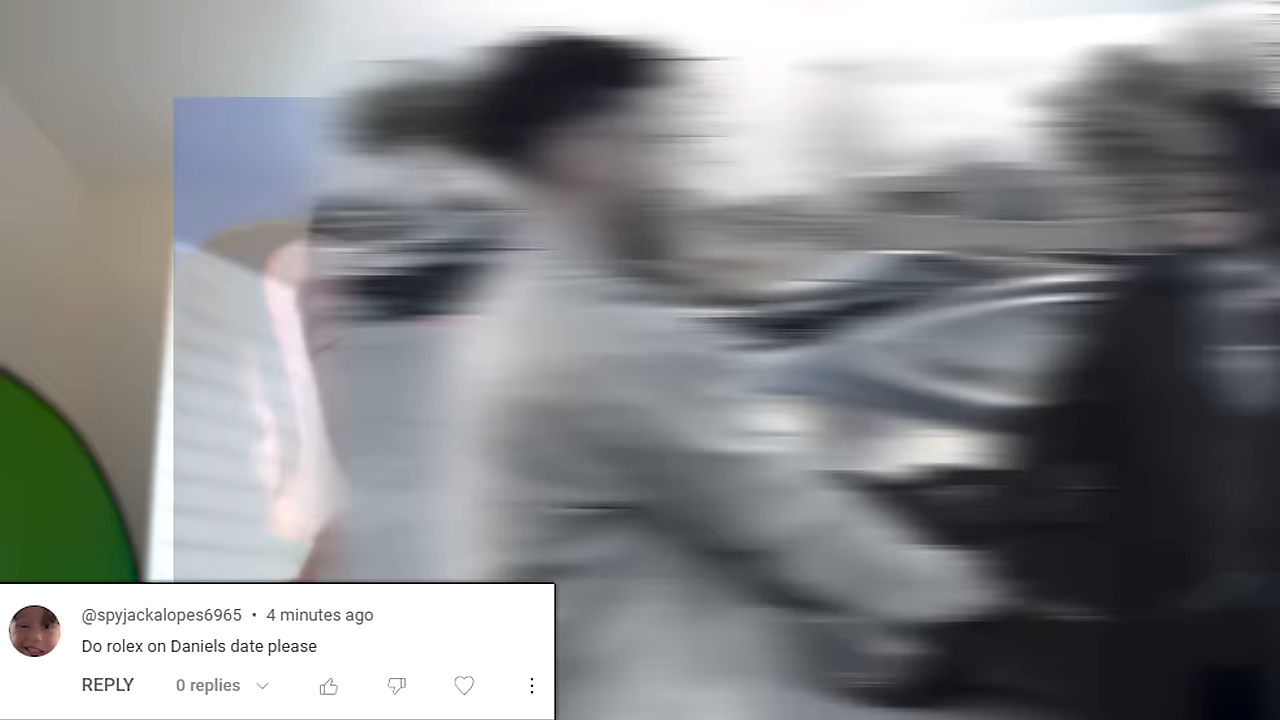 @spyjackalopes6965 • 4 minutes ago
Do rolex on Daniels date please
REPLY 0 replies